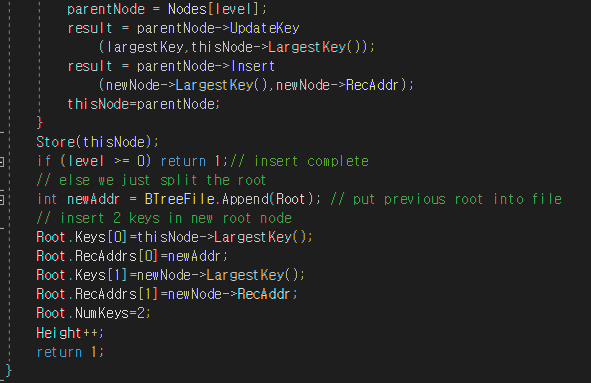 parentNode = Nodes[level];
result = parentNode->UpdateKey
(largestKey,thisNode->LargestKey());
result = parentNode->Insert
(newNode->LargestKey(),newNode->RecAddr);
thisNode=parentNode;
}
Store(thisNode);
if (level >= 0) return 1;// insert complete
// else we just split the root
int newAddr = BTreeFile.Append(Root); // put previous root into file
// insert 2 keys in new root node
Root.Keys[0]=thisNode->LargestKey();
Root.RecAddrs[0]=newAddr;
Root.Keys[1]=newNode->LargestKey();
Root.RecAddrs[1]=newNode->RecAddr;
Root.NumKeys=2;
Height++;
return 1;
}